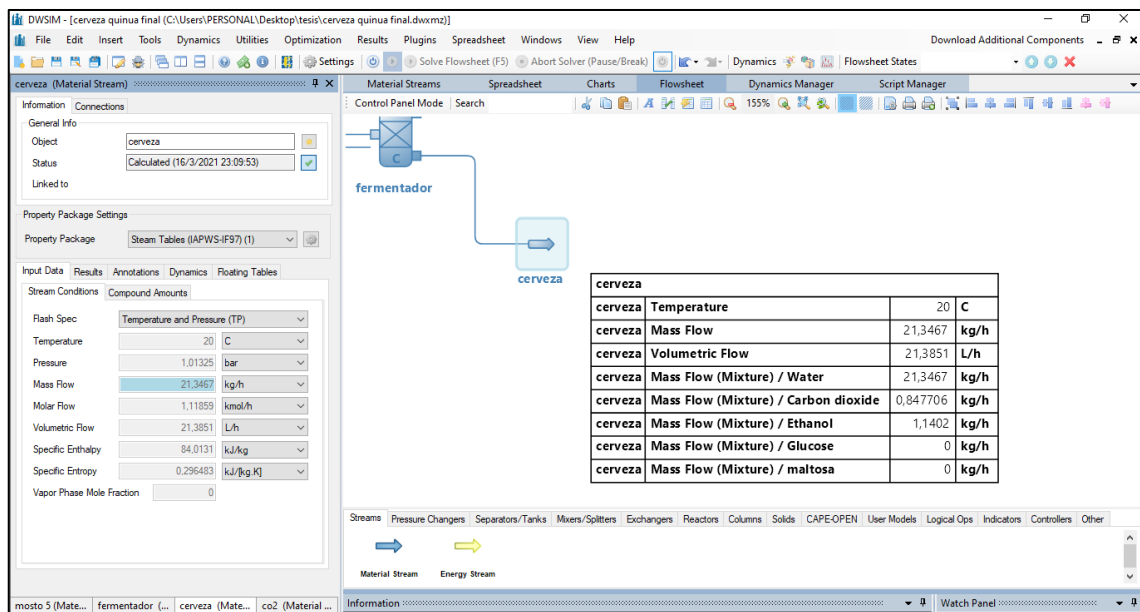 DWSIM - [cerveza quinua final (C:\Users\PERSONAL\Desktop\tesis\cerveza quinua final.dwxmz)]
File Edit Insert Tools Dynamics Utilities Optimization Results Plugins Spreadsheet Windows View Help Download Additional Components
Settings Solve Flowsheet (F5) Abort Solver (Pause/Break) Dynamics Flowsheet States
cerveza (Material Stream)
Material Streams Spreadsheet Charts Flowsheet Dynamics Manager Script Manager
Information Connections
Control Panel Mode Search 155%
General Info
Object cerveza
Status Calculated (16/3/2021 23:09:53)
Linked to
C
fermentador
Property Package Settings
Property Package Steam Tables (IAPWS-IF97) (1)
Input Data Results Annotations Dynamics Floating Tables
Stream Conditions Compound Amounts
Flash Spec Temperature and Pressure (TP)
Temperature 20 C
Pressure 1,01325 bar
Mass Flow 21,3467 kg/h
Molar Flow 1,11859 kmol/h
Volumetric Flow 21,3851 L/h
Specific Enthalpy 84,0131 kJ/kg
Specific Entropy 0,296483 kJ/[kg.K]
Vapor Phase Mole Fraction 0
cerveza
cerveza
cerveza Temperature 20 C
cerveza Mass Flow 21,3467 kg/h
cerveza Volumetric Flow 21,3851 L/h
cerveza Mass Flow (Mixture) / Water 21,3467 kg/h
cerveza Mass Flow (Mixture) / Carbon dioxide 0,847706 kg/h
cerveza Mass Flow (Mixture) / Ethanol 1,1402 kg/h
cerveza Mass Flow (Mixture) / Glucose 0 kg/h
cerveza Mass Flow (Mixture) / maltosa 0 kg/h
Streams Pressure Changers Separators/Tanks Mixers/Splitters Exchangers Reactors Columns Solids CAPE-OPEN User Models Logical Ops Indicators Controllers Other
Material Stream Energy Stream
mosto 5 (Mate... fermentador (... cerveza (Mate... co2 (Material ...
Information Watch Panel